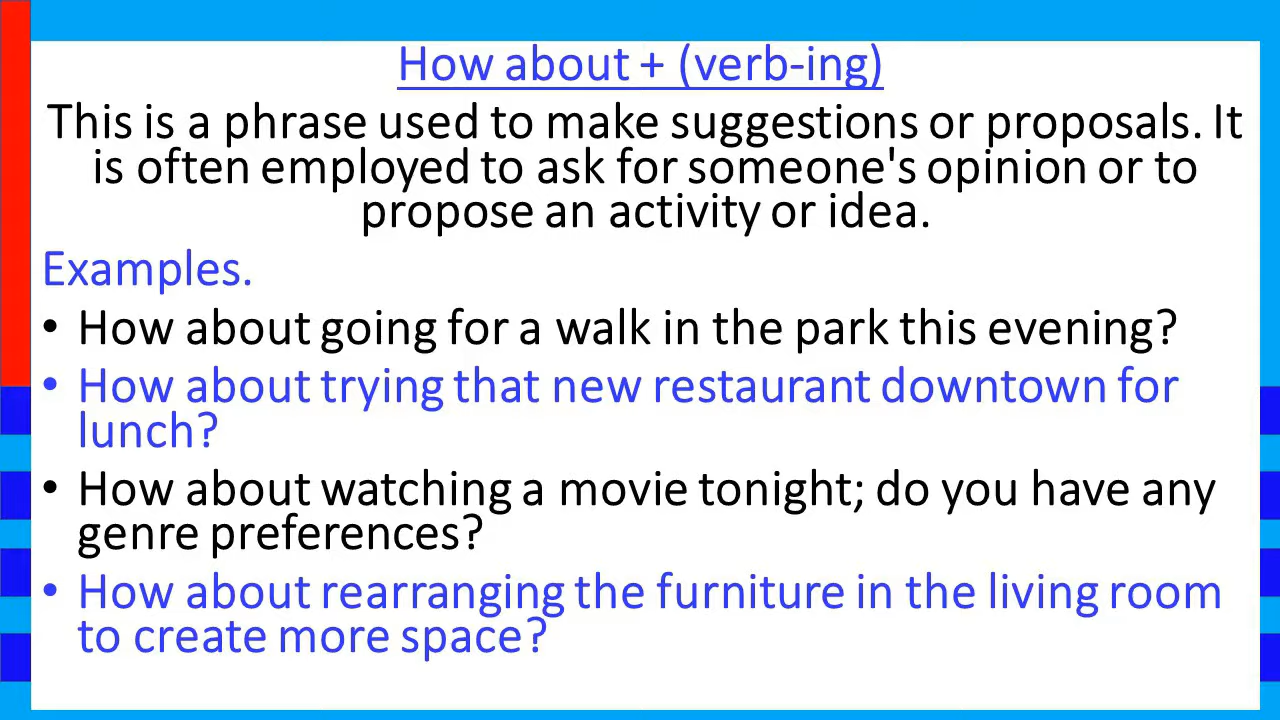 How about + (verb-ing)
This is a phrase used to make suggestions or proposals. It
is often employed to ask for someone's opinion or to
propose an activity or idea.
Examples.
• How about going for a walk in the park this evening?
• How about trying that new restaurant downtown for
lunch?
• How about watching a movie tonight; do you have any
genre preferences?
• How about rearranging the furniture in the living room
to create more space?